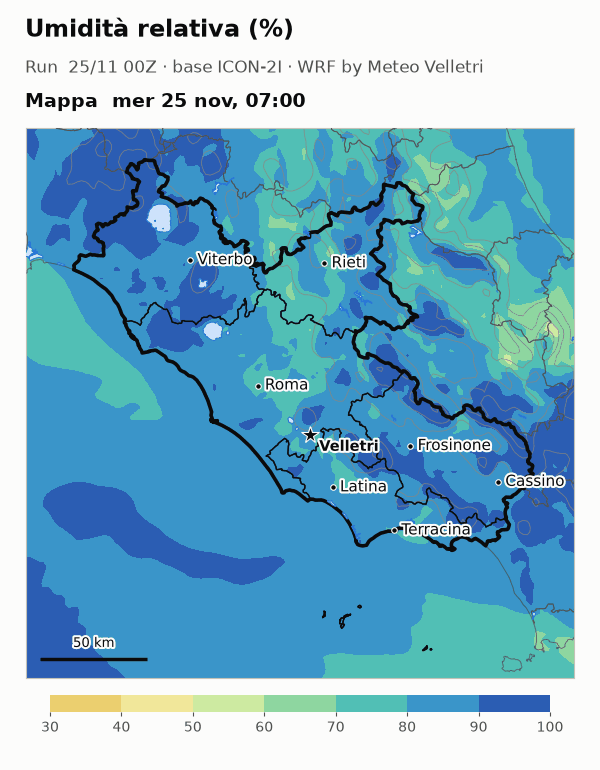 Umidità relativa (%)
Run 25/11 00Z · base ICON-2I · WRF by Meteo Velletri
Mappa mer 25 nov, 07:00
Viterbo
Rieti
Roma
Velletri
Frosinone
Latina
Cassino
Terracina
50 km
30 40 50 60 70 80 90 100